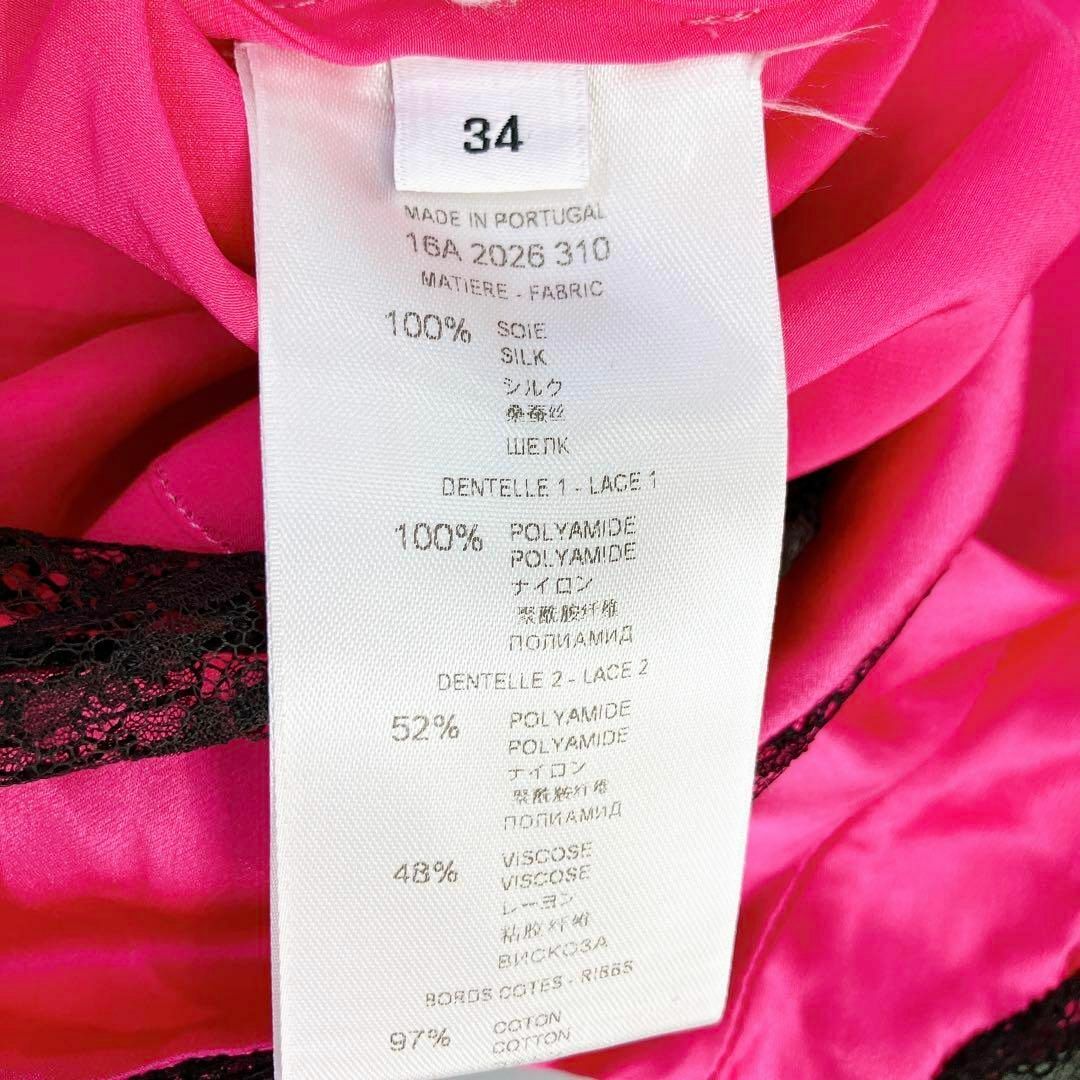 34
MADE IN PORTUGAL
16A 2026 310
MATIERE - FABRIC
100% SOIE
SILK
シルク
桑蚕丝
ШЕЛК
DENTELLE 1 - LACE 1
100% POLYAMIDE
POLYAMIDE
ナイロン
聚酰胺纤维
ПОЛИАМИД
DENTELLE 2 - LACE 2
52% POLYAMIDE
POLYAMIDE
ナイロン
聚酰胺纤维
ПОЛИАМИД
48% VISCOSE
VISCOSE
レーヨン
粘胶纤维
ВИСКОЗА
BORDS COTES - RIBBS
97% COTON
COTTON